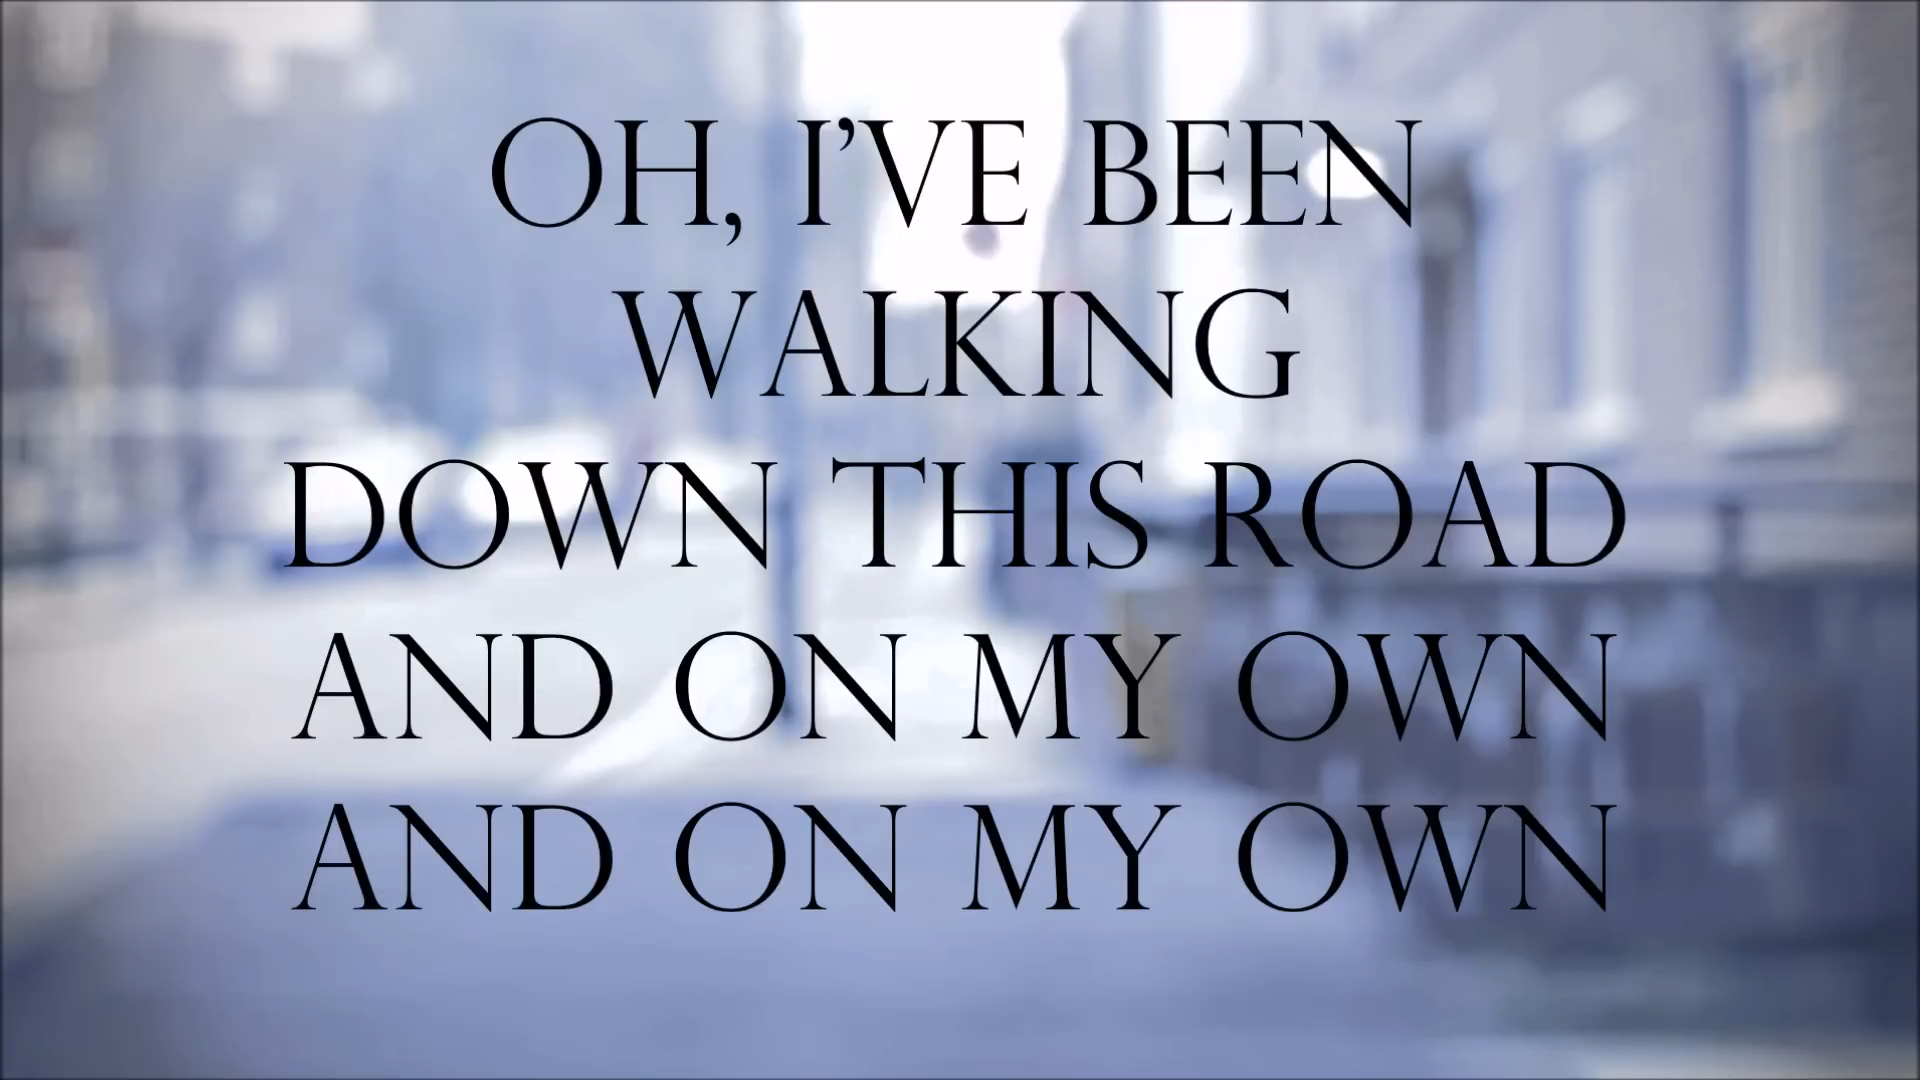 OH, I'VE BEEN
WALKING
DOWN THIS ROAD
AND ON MY OWN
AND ON MY OWN